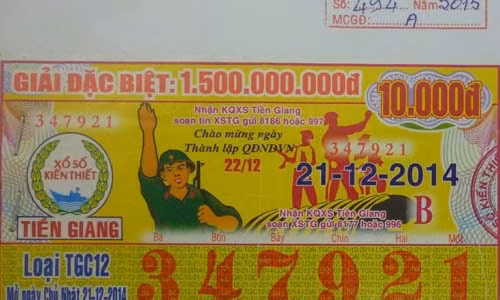 Số: 494 Năm 2015
MCGĐ: A
GIẢI ĐẶC BIỆT: 1.500.000.000đ
10.000đ
Nhận KQXS Tiền Giang
soạn tin XSTG gửi 8186 hoặc 997
347921
Chào mừng ngày
Thành lập QĐNDVN
22/12
347921
XỔ SỐ
KIẾN THIẾT
21-12-2014
B
Nhận KQXS Tiền Giang
soạn XSTG gửi 8177 hoặc 996
TIỀN GIANG
Ba Bốn Bảy Chín Hai Một
Loại TGC12
347921
Mở ngày Chủ Nhật 21-12-2014